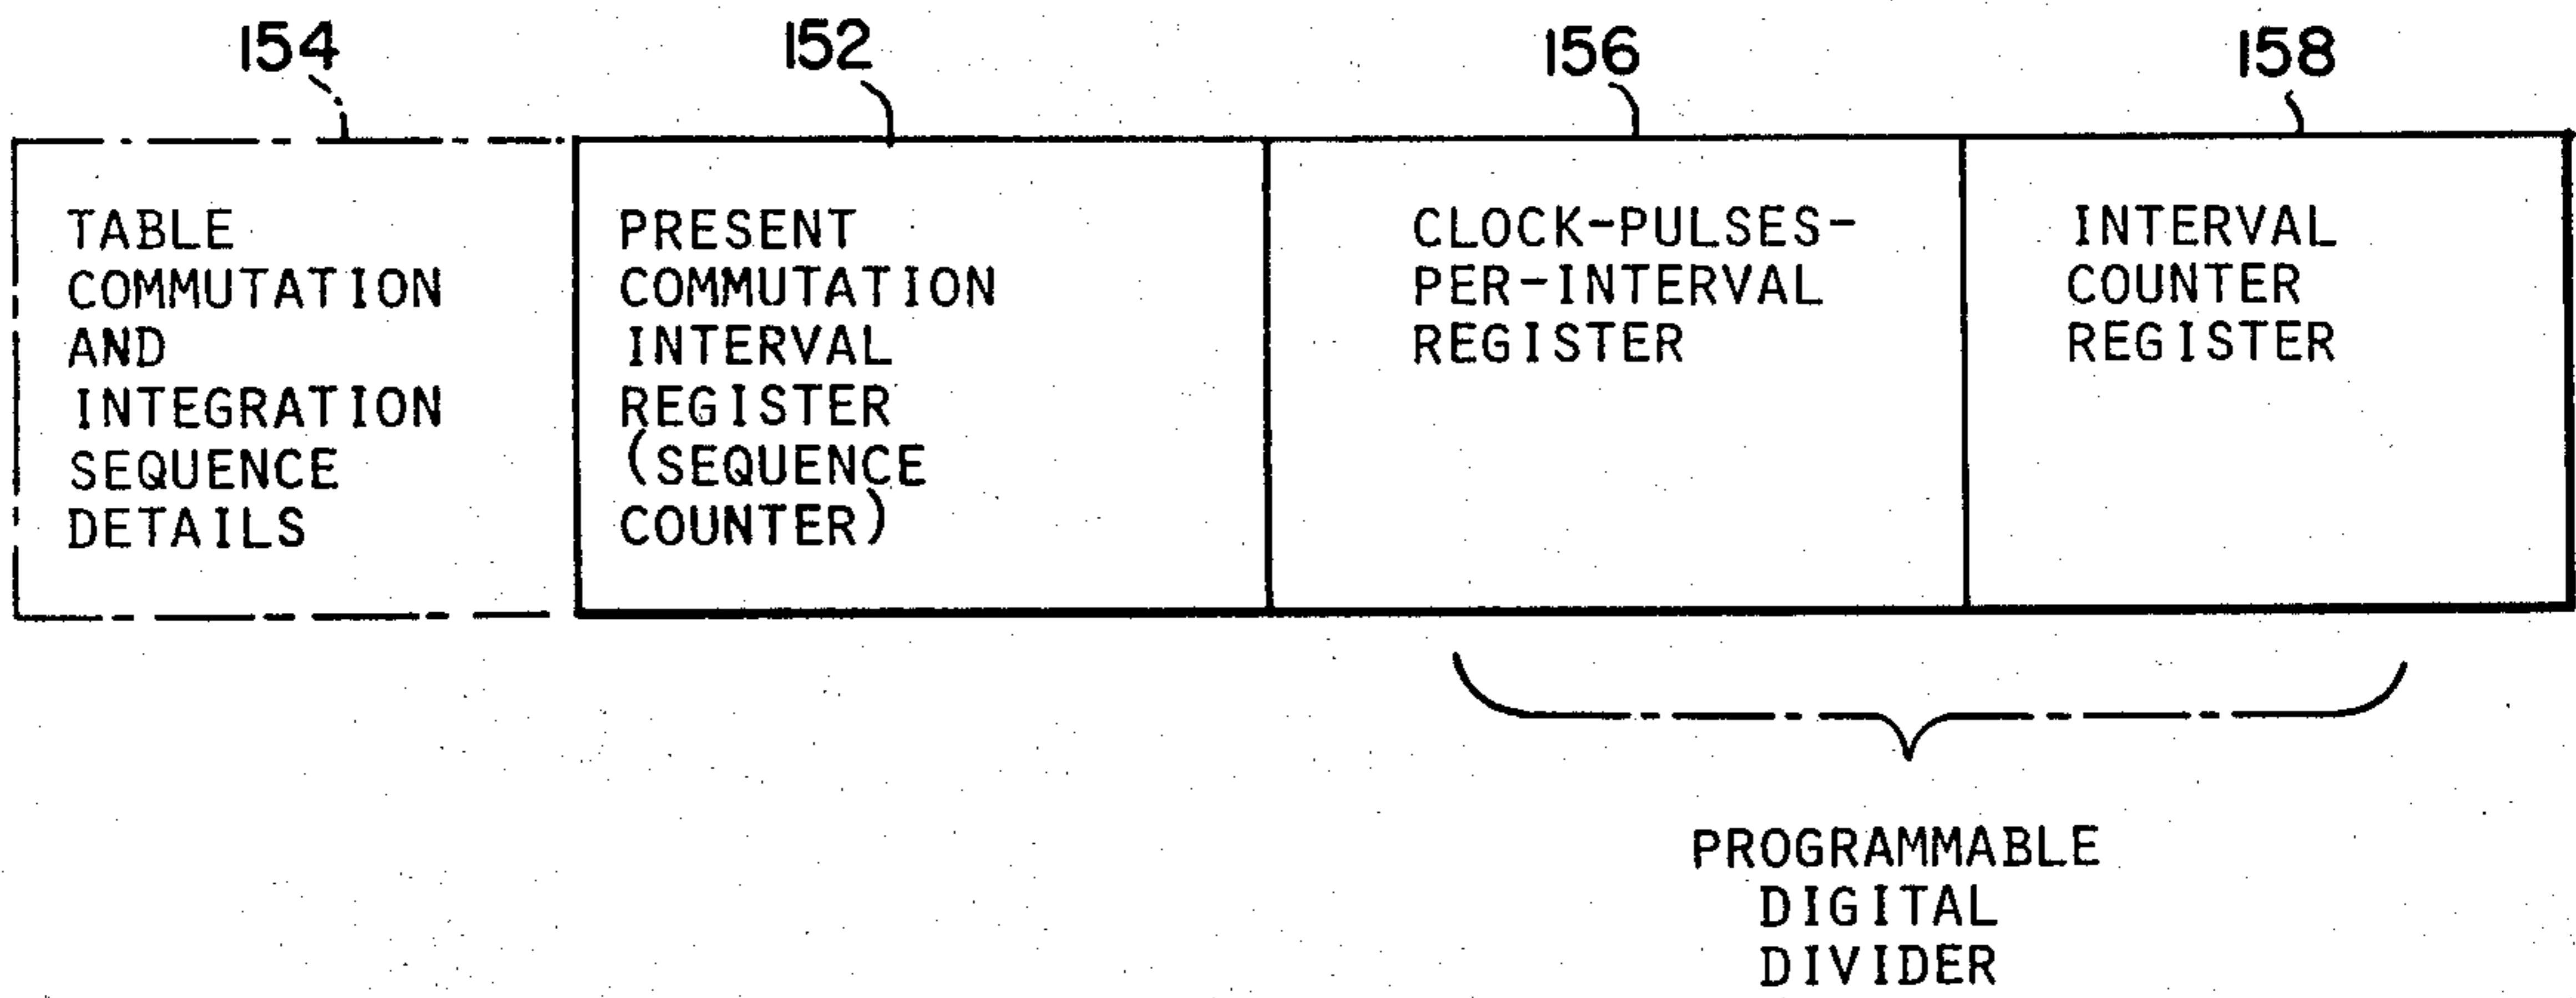 154
152
156
158
TABLE
COMMUTATION
AND
INTEGRATION
SEQUENCE
DETAILS
PRESENT
COMMUTATION
INTERVAL
REGISTER
(SEQUENCE
COUNTER)
CLOCK-PULSES-
PER-INTERVAL
REGISTER
INTERVAL
COUNTER
REGISTER
PROGRAMMABLE
DIGITAL
DIVIDER